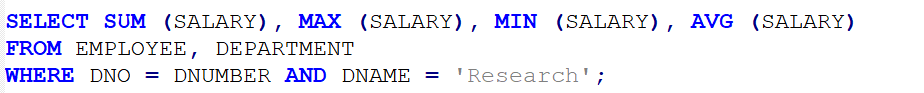 SELECT SUM (SALARY), MAX (SALARY), MIN (SALARY), AVG (SALARY)
FROM EMPLOYEE, DEPARTMENT
WHERE DNO = DNUMBER AND DNAME = 'Research';